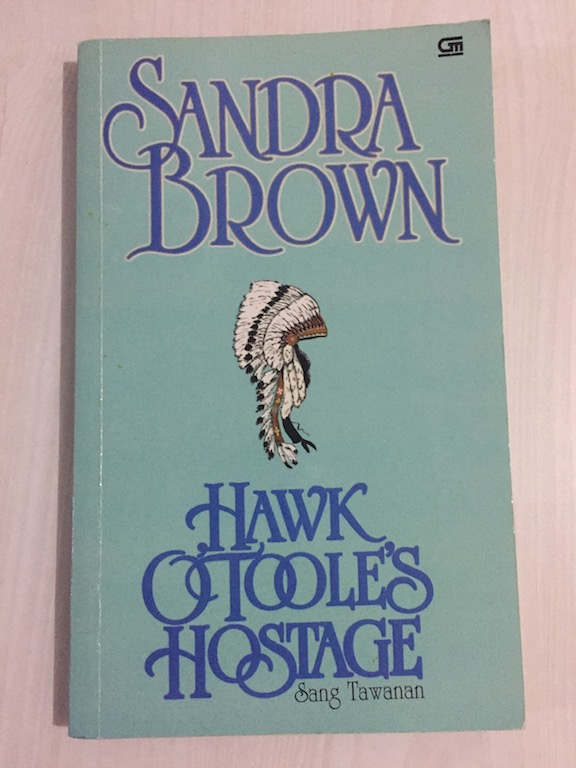 SANDRA
BROWN
HAWK
O'TOOLE'S
HOSTAGE
Sang Tawanan